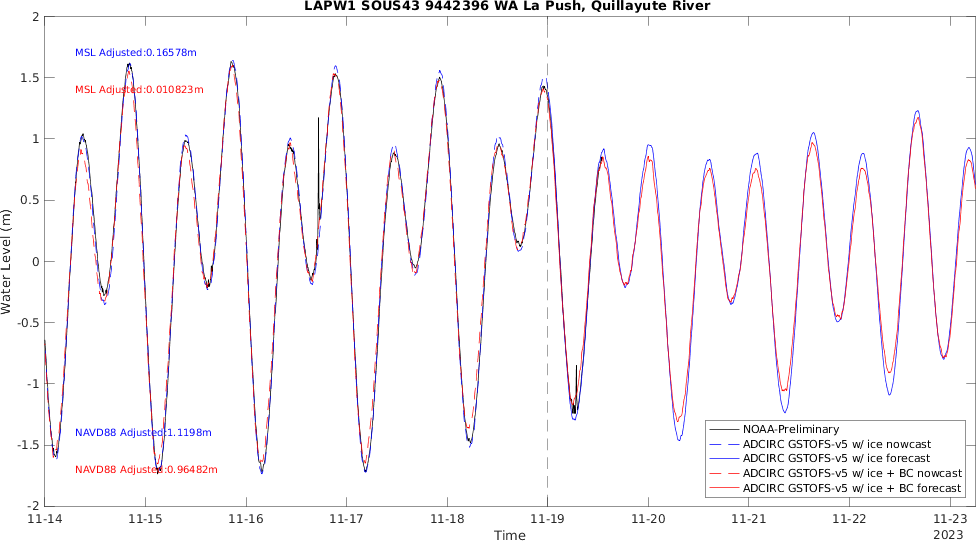 LAPW1 SOUS43 9442396 WA La Push, Quillayute River
2
1.5
1
0.5
0
-0.5
-1
-1.5
-2
Water Level (m)
MSL Adjusted:0.16578m
MSL Adjusted:0.010823m
NAVD88 Adjusted:1.1198m
NAVD88 Adjusted:0.96482m
NOAA-Preliminary
ADCIRC GSTOFS-v5 w/ ice nowcast
ADCIRC GSTOFS-v5 w/ ice forecast
ADCIRC GSTOFS-v5 w/ ice + BC nowcast
ADCIRC GSTOFS-v5 w/ ice + BC forecast
11-14 11-15 11-16 11-17 11-18 11-19 11-20 11-21 11-22 11-23
Time
2023